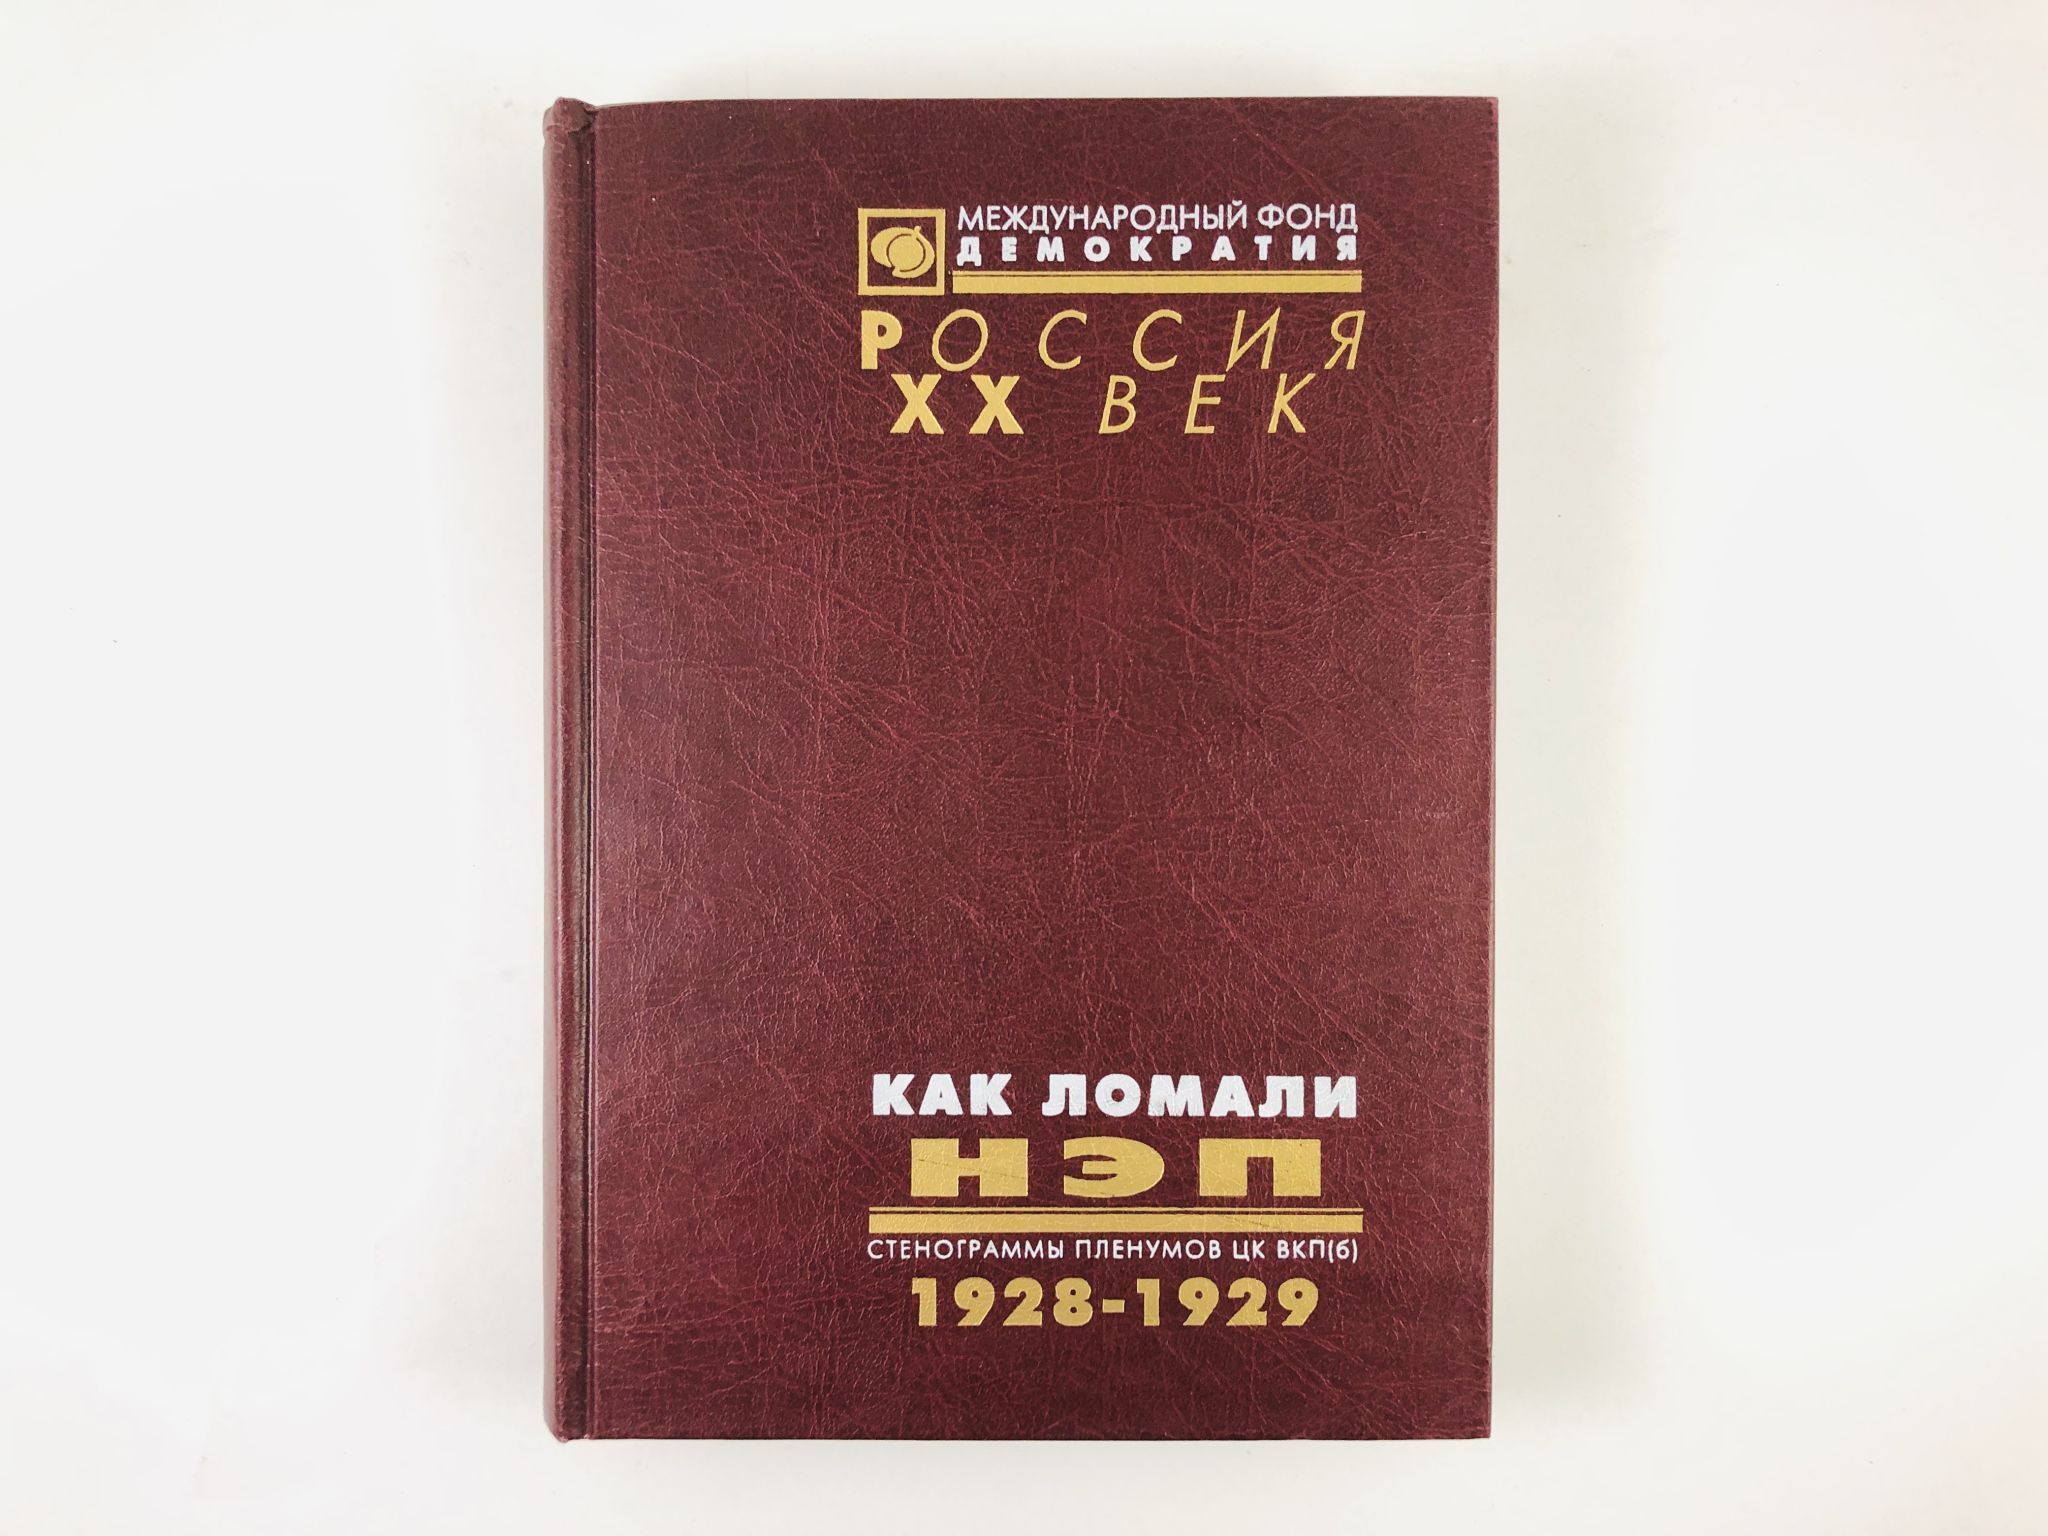 МЕЖДУНАРОДНЫЙ ФОНД
ДЕМОКРАТИЯ
РОССИЯ
XX ВЕК
КАК ЛОМАЛИ
НЭП
СТЕНОГРАММЫ ПЛЕНУМОВ ЦК ВКП(б)
1928-1929